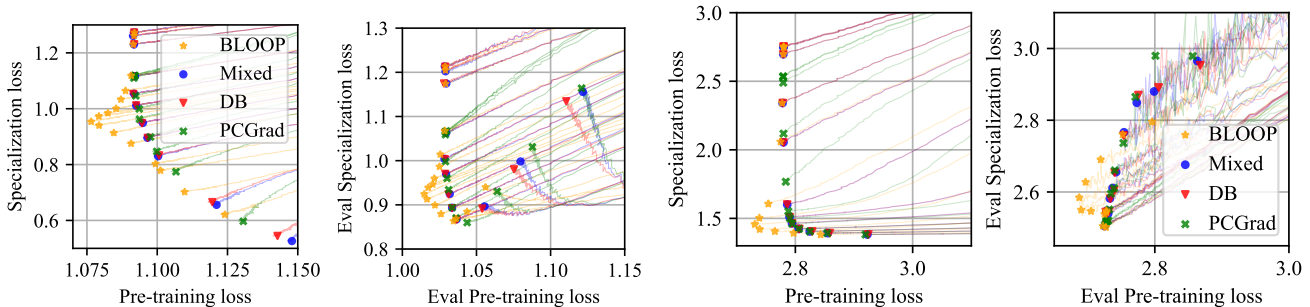 Specialization loss
1.2
1.0
0.8
0.6
1.075 1.100 1.125 1.150
Pre-training loss
BLOOP
Mixed
DB
PCGrad
Eval Specialization loss
1.3
1.2
1.1
1.0
0.9
0.8
1.00 1.05 1.10 1.15
Eval Pre-training loss
Specialization loss
3.0
2.5
2.0
1.5
2.8 3.0
Pre-training loss
Eval Specialization loss
3.0
2.8
2.6
2.8 3.0
Eval Pre-training loss
BLOOP
Mixed
DB
PCGrad